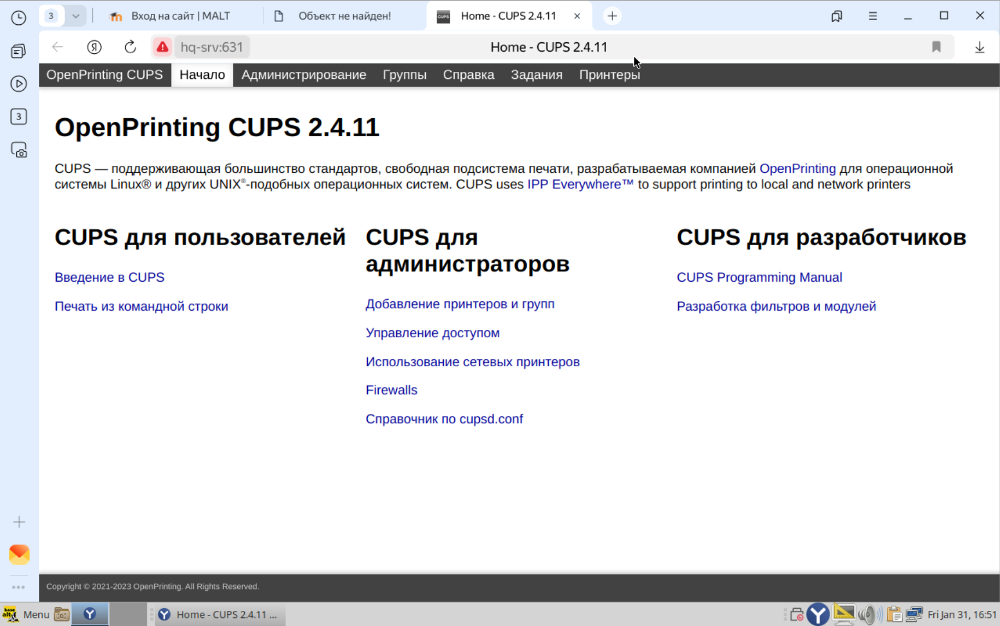 3
Вход на сайт | MALT
Объект не найден!
CUPS
Home - CUPS 2.4.11
Я
hq-srv:631
Home - CUPS 2.4.11
OpenPrinting CUPS
Начало
Администрирование
Группы
Справка
Задания
Принтеры
3
OpenPrinting CUPS 2.4.11
CUPS — поддерживающая большинство стандартов, свободная подсистема печати, разрабатываемая компанией OpenPrinting для операционной
системы Linux® и других UNIX®-подобных операционных систем. CUPS uses IPP Everywhere™ to support printing to local and network printers
CUPS для пользователей
Введение в CUPS
Печать из командной строки
CUPS для
администраторов
Добавление принтеров и групп
Управление доступом
Использование сетевых принтеров
Firewalls
Справочник по cupsd.conf
CUPS для разработчиков
CUPS Programming Manual
Разработка фильтров и модулей
Copyright © 2021-2023 OpenPrinting. All Rights Reserved.
base
alt
Menu
Home - CUPS 2.4.11 ...
Fri Jan 31, 16:51